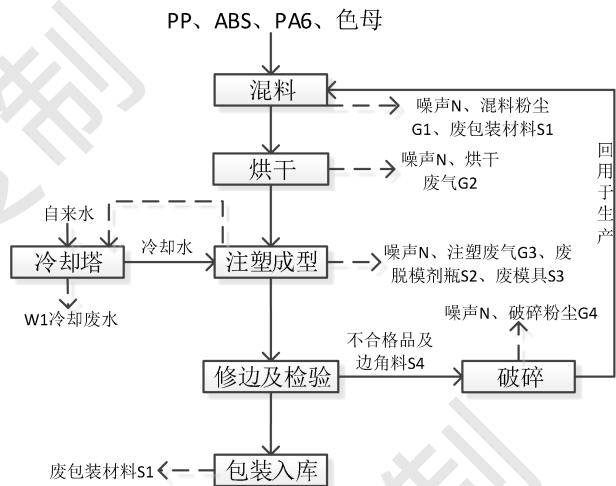 PP、ABS、PA6、色母
混料
噪声N、混料粉尘
G1、废包装材料S1
烘干
噪声N、烘干
废气G2
回用于生产
自来水
冷却塔
冷却水
注塑成型
噪声N、注塑废气G3、废
脱模剂瓶S2、废模具S3
W1冷却废水
噪声N、破碎粉尘G4
不合格品及
边角料S4
修边及检验
破碎
包装入库
废包装材料S1
制
制